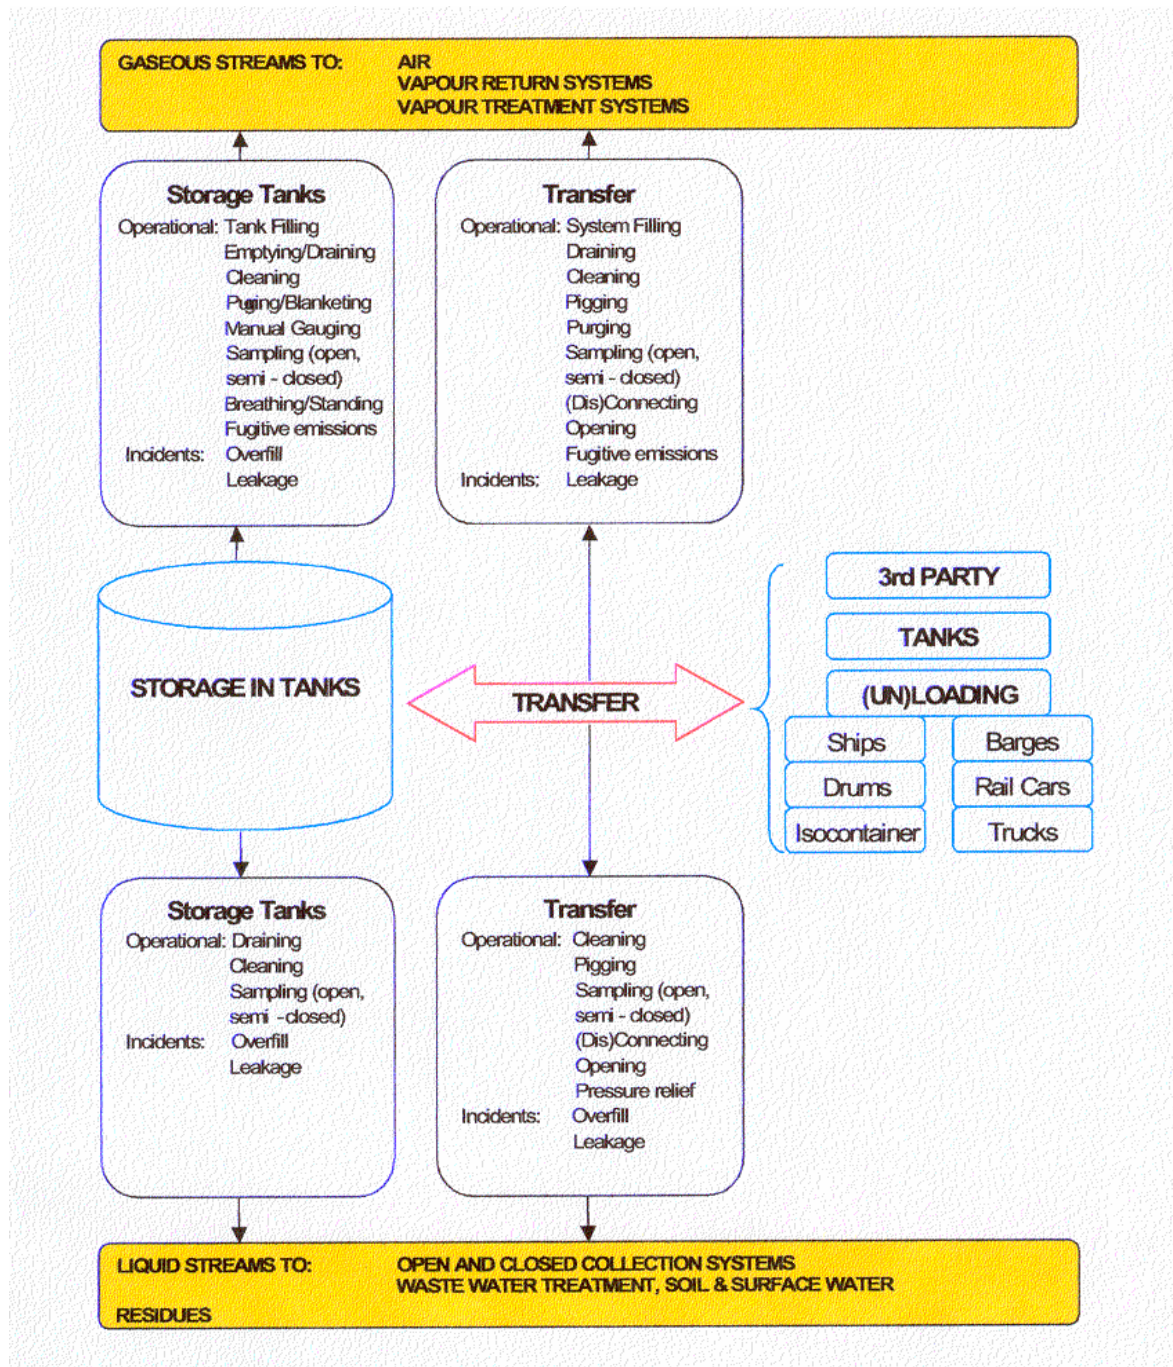 GASEOUS STREAMS TO: AIR
VAPOUR RETURN SYSTEMS
VAPOUR TREATMENT SYSTEMS
Storage Tanks
Operational: Tank Filling
Emptying/Draining
Cleaning
Purging/Blanketing
Manual Gauging
Sampling (open,
semi - closed)
Breathing/Standing
Fugitive emissions
Incidents: Overfill
Leakage
Transfer
Operational: System Filling
Draining
Cleaning
Pigging
Purging
Sampling (open,
semi - closed)
(Dis)Connecting
Opening
Fugitive emissions
Incidents: Leakage
STORAGE IN TANKS
TRANSFER
3rd PARTY
TANKS
(UN)LOADING
Ships Barges
Drums Rail Cars
Isocontainer Trucks
Storage Tanks
Operational: Draining
Cleaning
Sampling (open,
semi -closed)
Incidents: Overfill
Leakage
Transfer
Operational: Cleaning
Pigging
Sampling (open,
semi - closed)
(Dis)Connecting
Opening
Pressure relief
Incidents: Overfill
Leakage
LIQUID STREAMS TO: OPEN AND CLOSED COLLECTION SYSTEMS
WASTE WATER TREATMENT, SOIL & SURFACE WATER
RESIDUES